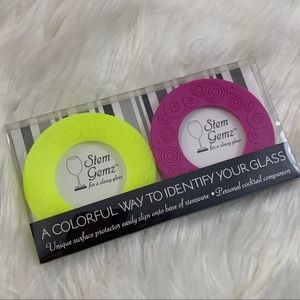 Stem
Gemz™
for a classy glass
Stem
Gemz™
for a classy glass
A COLORFUL WAY TO IDENTIFY YOUR GLASS
Unique surface protector easily slips onto base of stemware • Personal cocktail companion